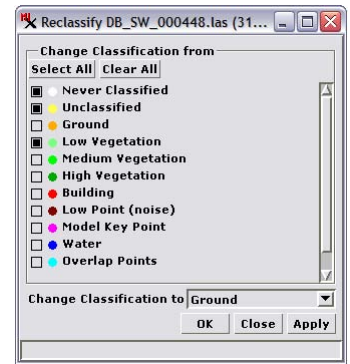 Reclassify DB_SW_000448.las (31...
Change Classification from
Select All Clear All
Never Classified
Unclassified
Ground
Low Vegetation
Medium Vegetation
High Vegetation
Building
Low Point (noise)
Model Key Point
Water
Overlap Points
Change Classification to Ground
OK Close Apply